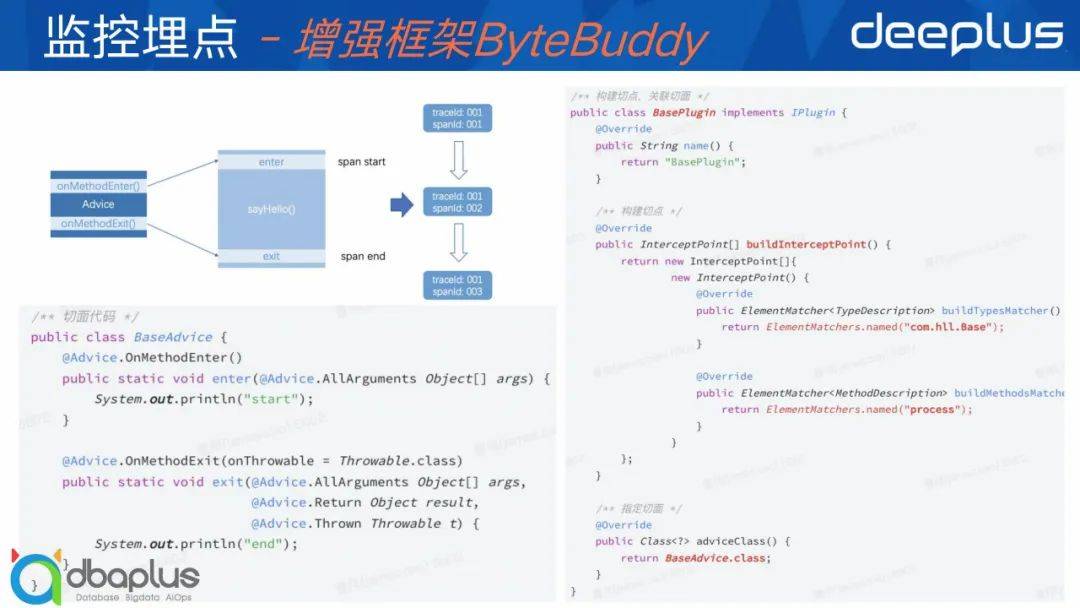 监控埋点 - 增强框架ByteBuddy
deeplus
onMethodEnter()
Advice
onMethodExit()
enter
sayHello()
exit
span start
span end
traceId: 001
spanId: 001
traceId: 001
spanId: 002
traceId: 001
spanId: 003
/** 切面代码 */
public class BaseAdvice {
@Advice.OnMethodEnter()
public static void enter(@Advice.AllArguments Object[] args) {
System.out.println("start");
}
@Advice.OnMethodExit(onThrowable = Throwable.class)
public static void exit(@Advice.AllArguments Object[] args,
@Advice.Return Object result,
@Advice.Thrown Throwable t) {
System.out.println("end");
}
}
dbaplus
Database Bigdata AiOps
/** 构建切点、关联切面 */
public class BasePlugin implements IPlugin {
@Override
public String name() {
return "BasePlugin";
}
/** 构建切点 */
@Override
public InterceptPoint[] buildInterceptPoint() {
return new InterceptPoint[]{
new InterceptPoint() {
@Override
public ElementMatcher<TypeDescription> buildTypesMatcher()
return ElementMatchers.named("com.hll.Base");
}
@Override
public ElementMatcher<MethodDescription> buildMethodsMatche
return ElementMatchers.named("process");
}
}
};
}
/** 指定切面 */
@Override
public Class<?> adviceClass() {
return BaseAdvice.class;
}
}